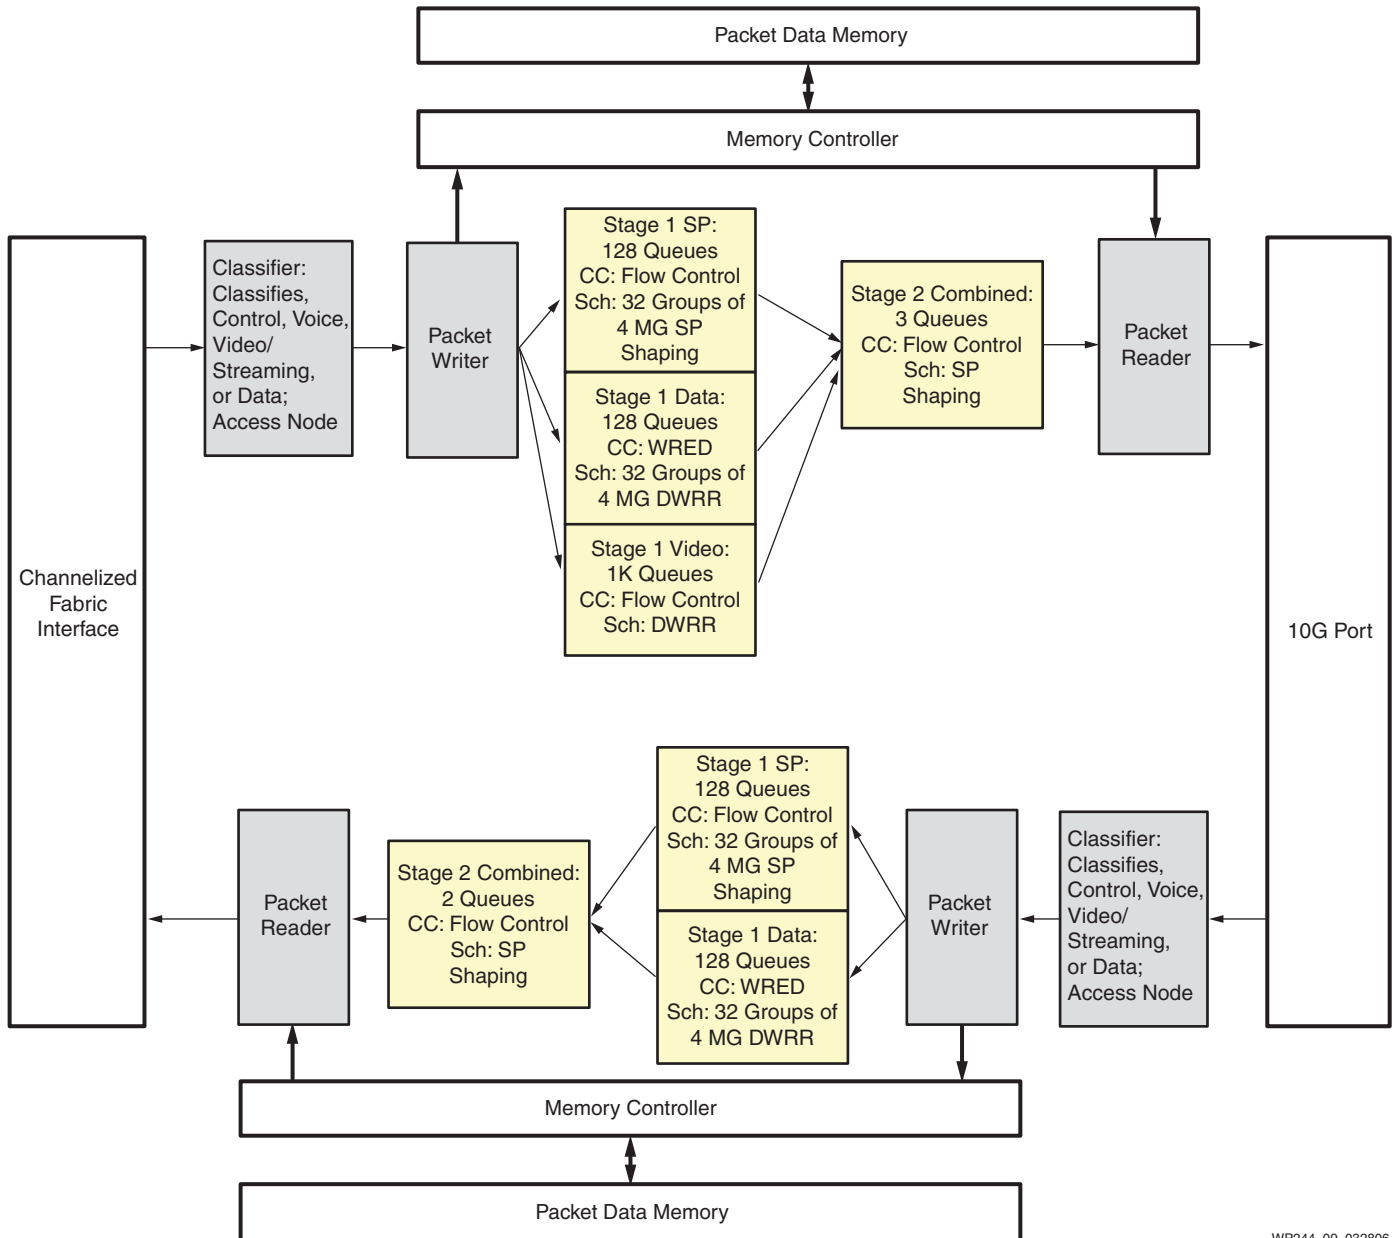 Packet Data Memory
Memory Controller
Channelized
Fabric
Interface
Classifier:
Classifies,
Control, Voice,
Video/
Streaming,
or Data;
Access Node
Packet
Writer
Stage 1 SP:
128 Queues
CC: Flow Control
Sch: 32 Groups of
4 MG SP
Shaping
Stage 1 Data:
128 Queues
CC: WRED
Sch: 32 Groups of
4 MG DWRR
Stage 1 Video:
1K Queues
CC: Flow Control
Sch: DWRR
Stage 2 Combined:
3 Queues
CC: Flow Control
Sch: SP
Shaping
Packet
Reader
10G Port
Packet
Reader
Stage 2 Combined:
2 Queues
CC: Flow Control
Sch: SP
Shaping
Stage 1 SP:
128 Queues
CC: Flow Control
Sch: 32 Groups of
4 MG SP
Shaping
Stage 1 Data:
128 Queues
CC: WRED
Sch: 32 Groups of
4 MG DWRR
Packet
Writer
Classifier:
Classifies,
Control, Voice,
Video/
Streaming,
or Data;
Access Node
Memory Controller
Packet Data Memory
WP244_09_032806